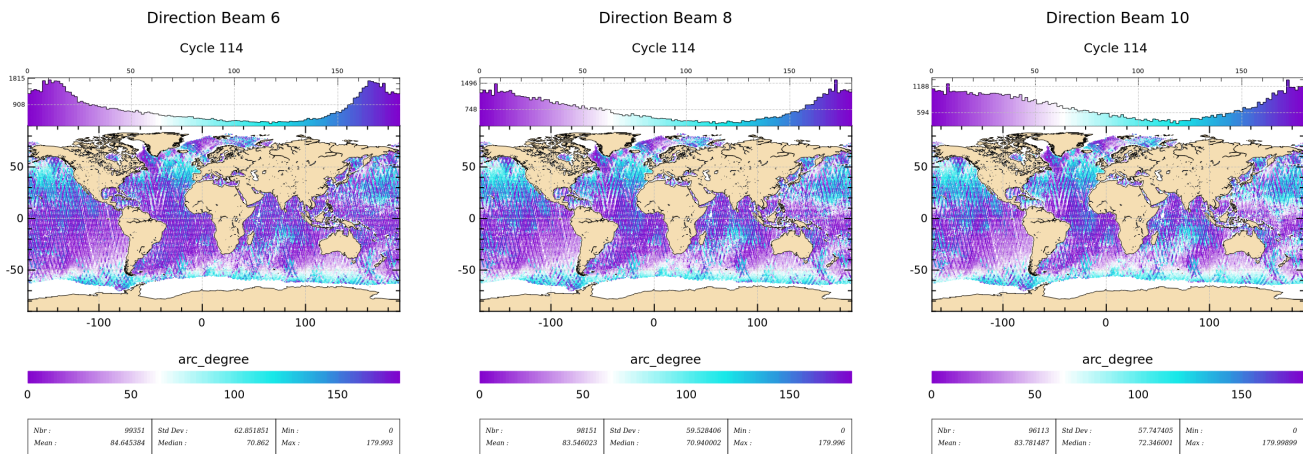 Direction Beam 6
Cycle 114
0 50 100 150
1815
908
50
0
-50
-100 0 100
arc_degree
0 50 100 150
Nbr : 99351 Std Dev : 62.851851 Min : 0
Mean : 84.645384 Median : 70.862 Max : 179.993
Direction Beam 8
Cycle 114
0 50 100 150
1496
748
50
0
-50
-100 0 100
arc_degree
0 50 100 150
Nbr : 98151 Std Dev : 59.528406 Min : 0
Mean : 83.546023 Median : 70.940002 Max : 179.996
Direction Beam 10
Cycle 114
0 50 100 150
1188
594
50
0
-50
-100 0 100
arc_degree
0 50 100 150
Nbr : 96113 Std Dev : 57.747405 Min : 0
Mean : 83.781487 Median : 72.346001 Max : 179.99899